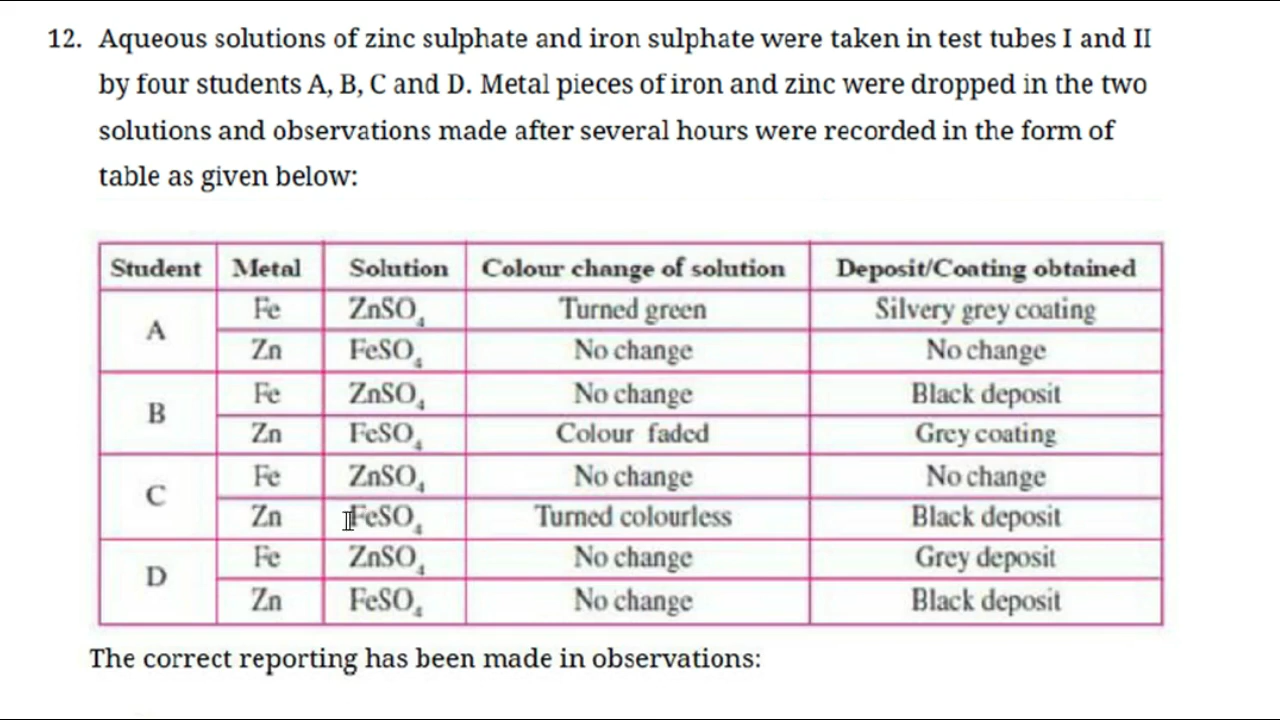 12. Aqueous solutions of zinc sulphate and iron sulphate were taken in test tubes I and II
by four students A, B, C and D. Metal pieces of iron and zinc were dropped in the two
solutions and observations made after several hours were recorded in the form of
table as given below:
Student Metal Solution Colour change of solution Deposit/Coating obtained
A Fe ZnSO₄ Turned green Silvery grey coating
Zn FeSO₄ No change No change
B Fe ZnSO₄ No change Black deposit
Zn FeSO₄ Colour faded Grey coating
C Fe ZnSO₄ No change No change
Zn FeSO₄ Turned colourless Black deposit
D Fe ZnSO₄ No change Grey deposit
Zn FeSO₄ No change Black deposit
The correct reporting has been made in observations: